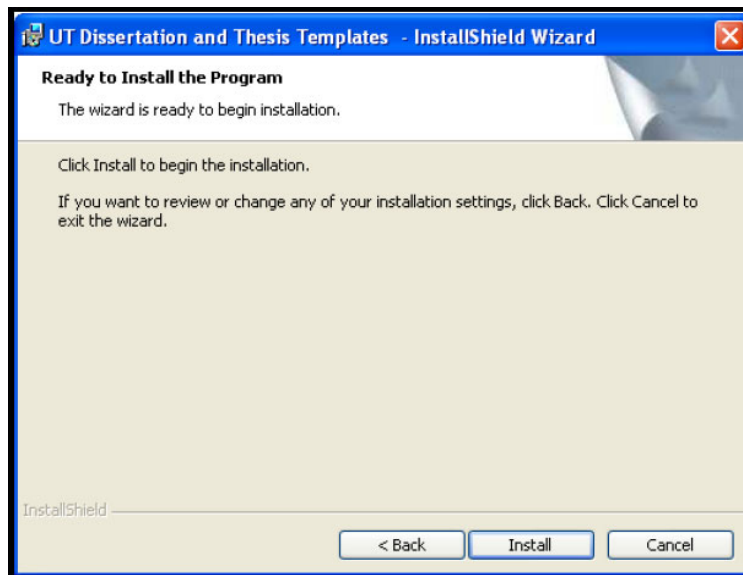 UT Dissertation and Thesis Templates - InstallShield Wizard
Ready to Install the Program
The wizard is ready to begin installation.
Click Install to begin the installation.
If you want to review or change any of your installation settings, click Back. Click Cancel to
exit the wizard.
InstallShield
< Back Install Cancel